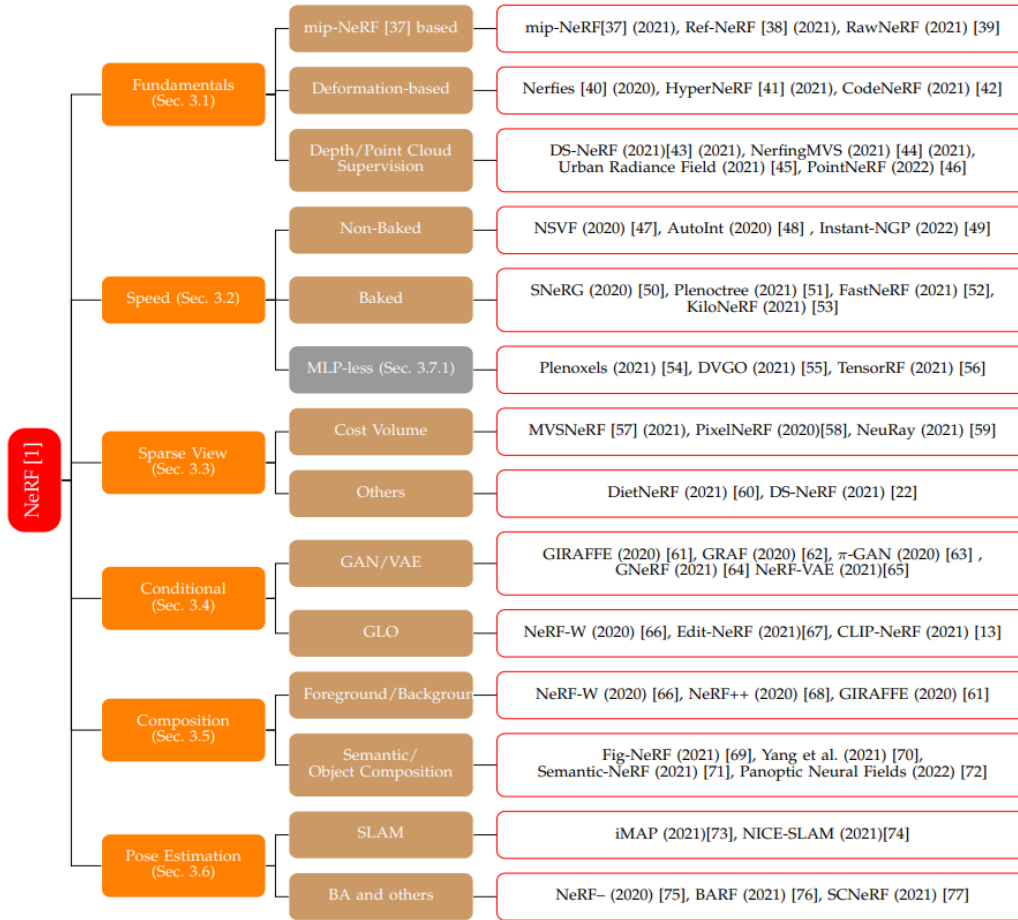 NeRF [1]
Fundamentals
(Sec. 3.1)
mip-NeRF [37] based
mip-NeRF[37] (2021), Ref-NeRF [38] (2021), RawNeRF (2021) [39]
Deformation-based
Nerfies [40] (2020), HyperNeRF [41] (2021), CodeNeRF (2021) [42]
Depth/Point Cloud
Supervision
DS-NeRF (2021)[43] (2021), NerfingMVS (2021) [44] (2021),
Urban Radiance Field (2021) [45], PointNeRF (2022) [46]
Speed (Sec. 3.2)
Non-Baked
NSVF (2020) [47], AutoInt (2020) [48] , Instant-NGP (2022) [49]
Baked
SNeRG (2020) [50], Plenoctree (2021) [51], FastNeRF (2021) [52],
KiloNeRF (2021) [53]
MLP-less (Sec. 3.7.1)
Plenoxels (2021) [54], DVGO (2021) [55], TensorRF (2021) [56]
Sparse View
(Sec. 3.3)
Cost Volume
MVSNeRF [57] (2021), PixelNeRF (2020)[58], NeuRay (2021) [59]
Others
DietNeRF (2021) [60], DS-NeRF (2021) [22]
Conditional
(Sec. 3.4)
GAN/VAE
GIRAFFE (2020) [61], GRAF (2020) [62], π-GAN (2020) [63] ,
GNeRF (2021) [64] NeRF-VAE (2021)[65]
GLO
NeRF-W (2020) [66], Edit-NeRF (2021)[67], CLIP-NeRF (2021) [13]
Composition
(Sec. 3.5)
Foreground/Backgroun
NeRF-W (2020) [66], NeRF++ (2020) [68], GIRAFFE (2020) [61]
Semantic/
Object Composition
Fig-NeRF (2021) [69], Yang et al. (2021) [70],
Semantic-NeRF (2021) [71], Panoptic Neural Fields (2022) [72]
Pose Estimation
(Sec. 3.6)
SLAM
iMAP (2021)[73], NICE-SLAM (2021)[74]
BA and others
NeRF– (2020) [75], BARF (2021) [76], SCNeRF (2021) [77]